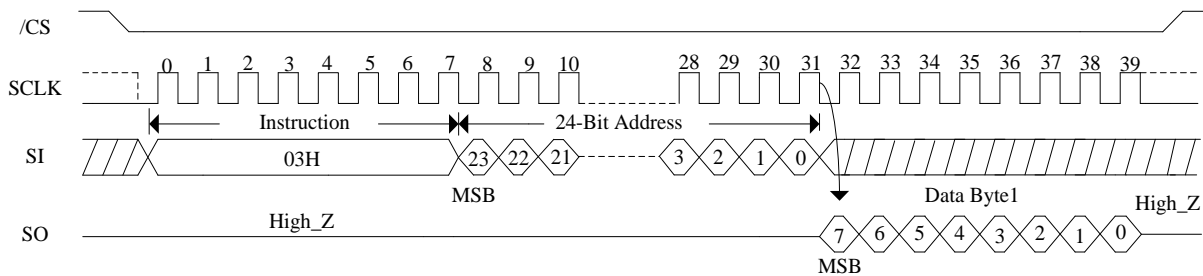 /CS
0 1 2 3 4 5 6 7 8 9 10 28 29 30 31 32 33 34 35 36 37 38 39
SCLK
Instruction 24-Bit Address
SI 03H 23 22 21 3 2 1 0
MSB Data Byte1
High_Z High_Z
SO 7 6 5 4 3 2 1 0
MSB